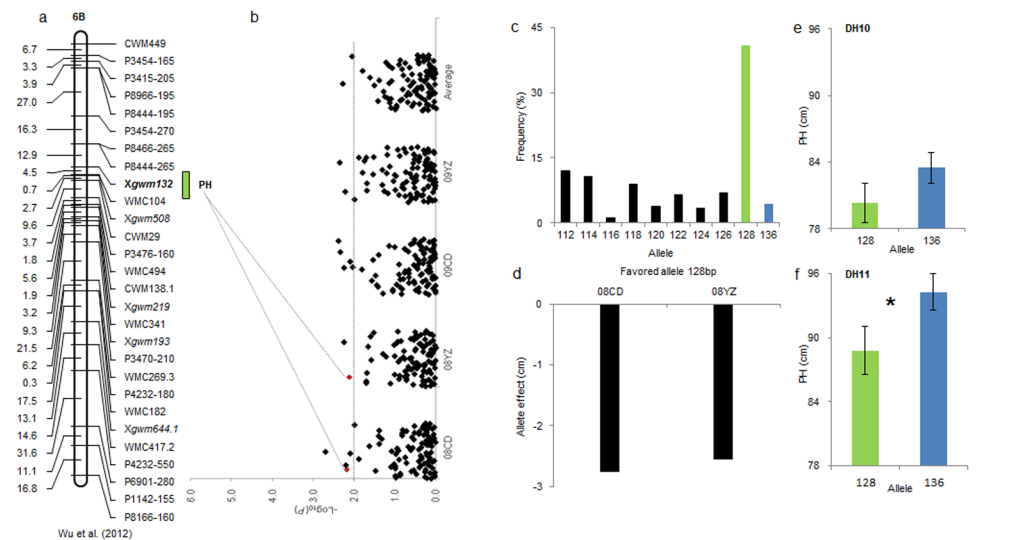 a
6B
6.7
3.3
3.9
27.0
16.3
12.9
4.5
0.7
2.7
9.6
3.7
1.8
5.6
1.9
3.2
9.3
21.5
6.2
0.3
17.5
13.1
14.6
31.6
11.1
16.8
CWM449
P3454-165
P3415-205
P8966-195
P8444-195
P3454-270
P8466-265
P8444-265
Xgwm132
WMC104
Xgwm508
CWM29
P3476-160
WMC494
CWM138.1
Xgwm219
WMC341
Xgwm193
P3470-210
WMC269.3
P4232-180
WMC182
Xgwm644.1
WMC417.2
P4232-550
P6901-280
P1142-155
P8166-160
Wu et al. (2012)
PH
b
Average
09YZ
09CD
08YZ
08CD
6.0
5.0
4.0
3.0
2.0
1.0
0.0
-Log10(P)
c
Frequency (%)
45
30
15
0
112 114 116 118 120 122 124 126 128 136
Allele
d
Favored allele 128bp
08CD 08YZ
Allele effect (cm)
0
-1
-2
-3
e
DH10
PH (cm)
96
90
84
78
128 136
Allele
f
DH11
PH (cm)
96
90
84
78
*
128 136
Allele